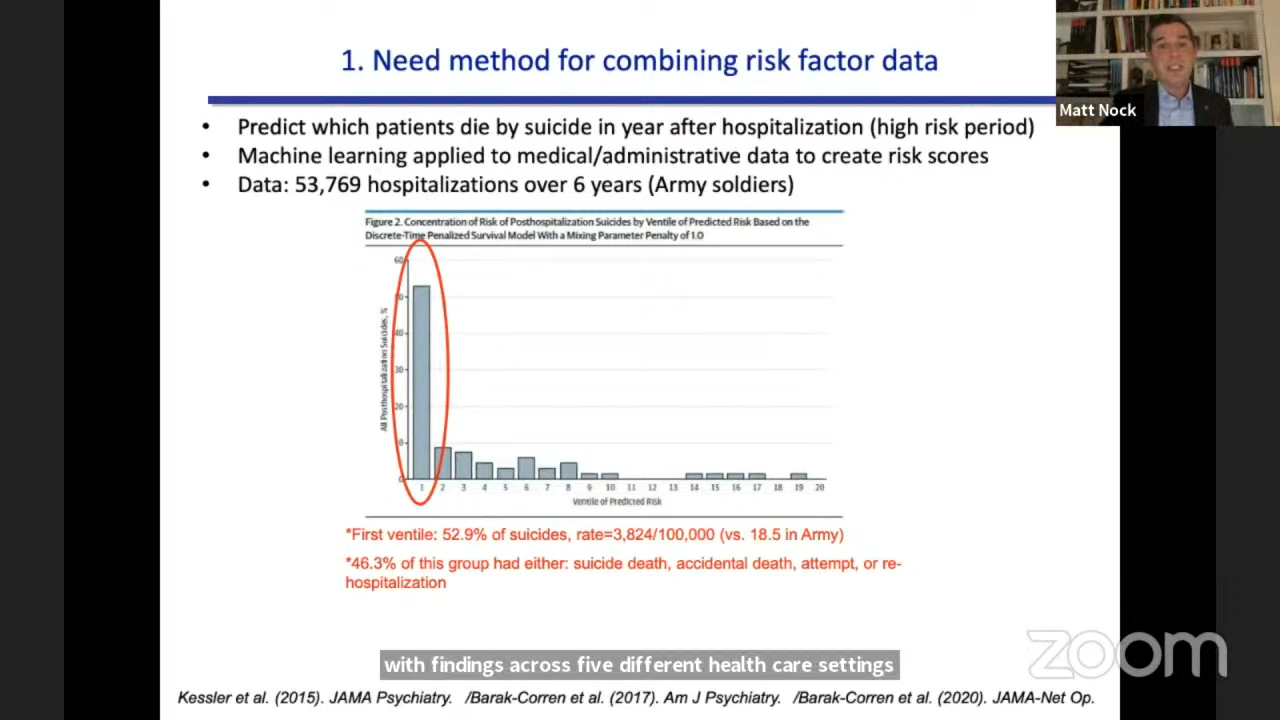 1. Need method for combining risk factor data
Matt Nock
• Predict which patients die by suicide in year after hospitalization (high risk period)
• Machine learning applied to medical/administrative data to create risk scores
• Data: 53,769 hospitalizations over 6 years (Army soldiers)
Figure 2. Concentration of Risk of Posthospitalization Suicides by Ventile of Predicted Risk Based on the
Discrete-Time Penalized Survival Model With a Mixing Parameter Penalty of 1.0
All Posthospitalization Suicides, %
60
50
40
30
20
0
1 2 3 4 5 6 7 8 9 10 11 12 13 14 15 16 17 18 19 20
Ventile of Predicted Risk
*First ventile: 52.9% of suicides, rate=3,824/100,000 (vs. 18.5 in Army)
*46.3% of this group had either: suicide death, accidental death, attempt, or re-
hospitalization
with findings across five different health care settings
zoom
Kessler et al. (2015). JAMA Psychiatry. /Barak-Corren et al. (2017). Am J Psychiatry. /Barak-Corren et al. (2020). JAMA-Net Op.